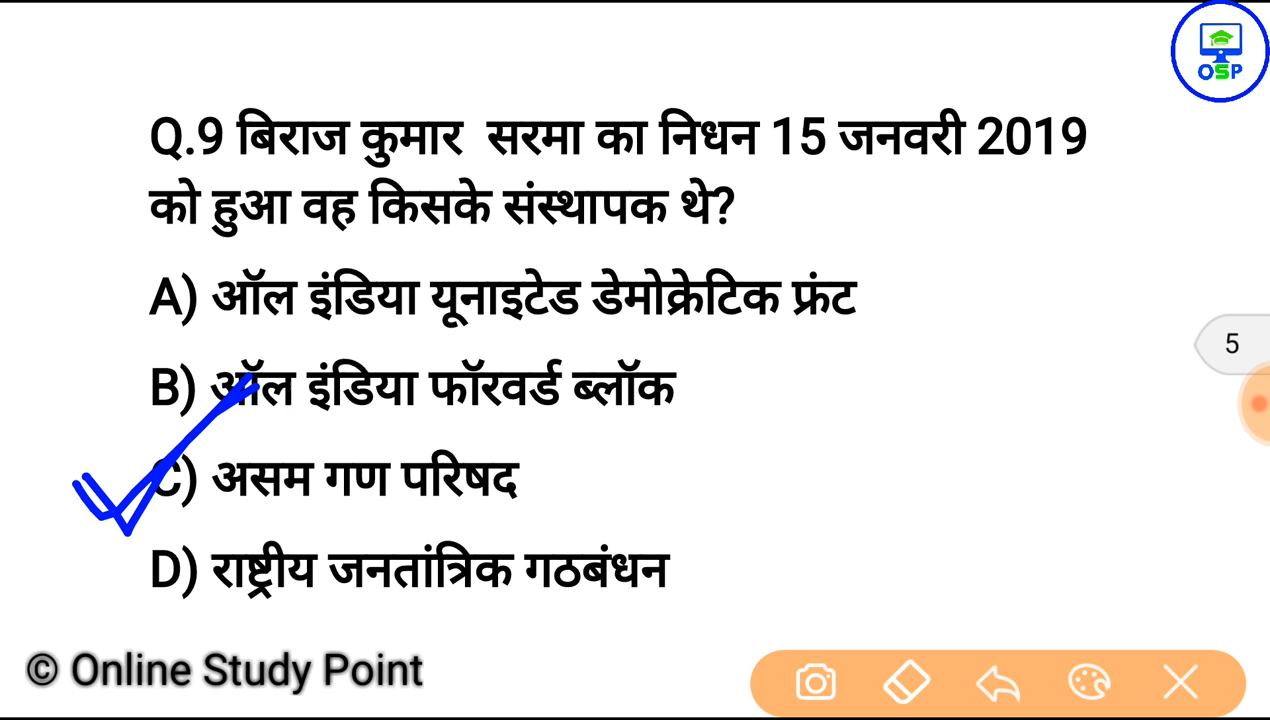 OSP
Q.9 बिराज कुमार सरमा का निधन 15 जनवरी 2019
को हुआ वह किसके संस्थापक थे?
A) ऑल इंडिया यूनाइटेड डेमोक्रेटिक फ्रंट
5
B) ऑल इंडिया फॉरवर्ड ब्लॉक
C) असम गण परिषद
D) राष्ट्रीय जनतांत्रिक गठबंधन
© Online Study Point